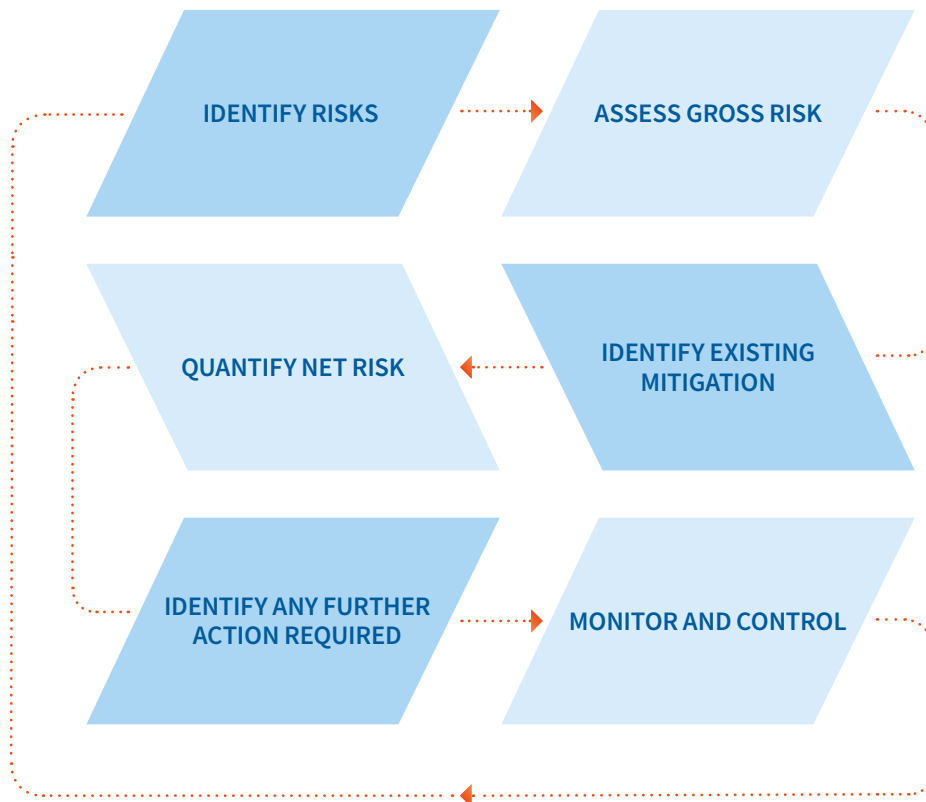 IDENTIFY RISKS
ASSESS GROSS RISK
QUANTIFY NET RISK
IDENTIFY EXISTING
MITIGATION
IDENTIFY ANY FURTHER
ACTION REQUIRED
MONITOR AND CONTROL